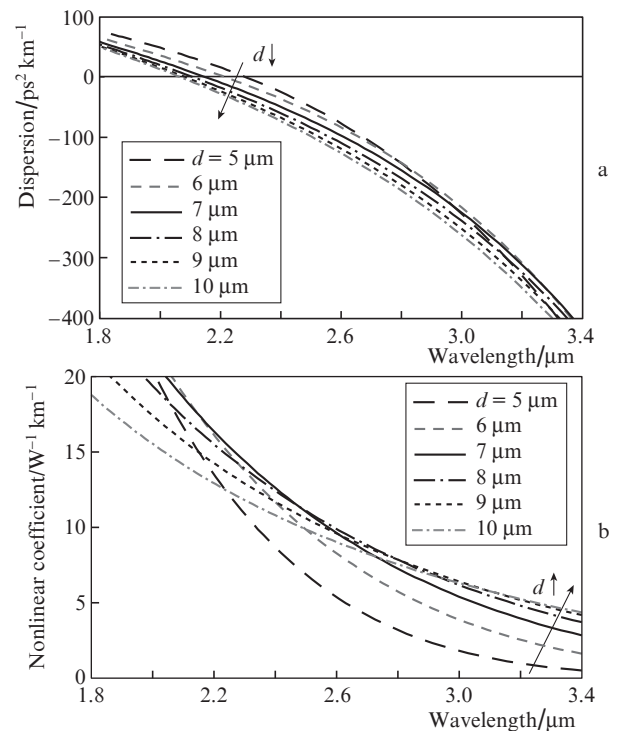 100
0
-100
-200
-300
-400
1.8 2.2 2.6 3.0 3.4
Dispersion/ps² km⁻¹
Wavelength/μm
d ↓
d = 5 μm
6 μm
7 μm
8 μm
9 μm
10 μm
a
20
15
10
5
0
1.8 2.2 2.6 3.0 3.4
Nonlinear coefficient/W⁻¹ km⁻¹
Wavelength/μm
d = 5 μm
6 μm
7 μm
8 μm
9 μm
10 μm
d ↑
b